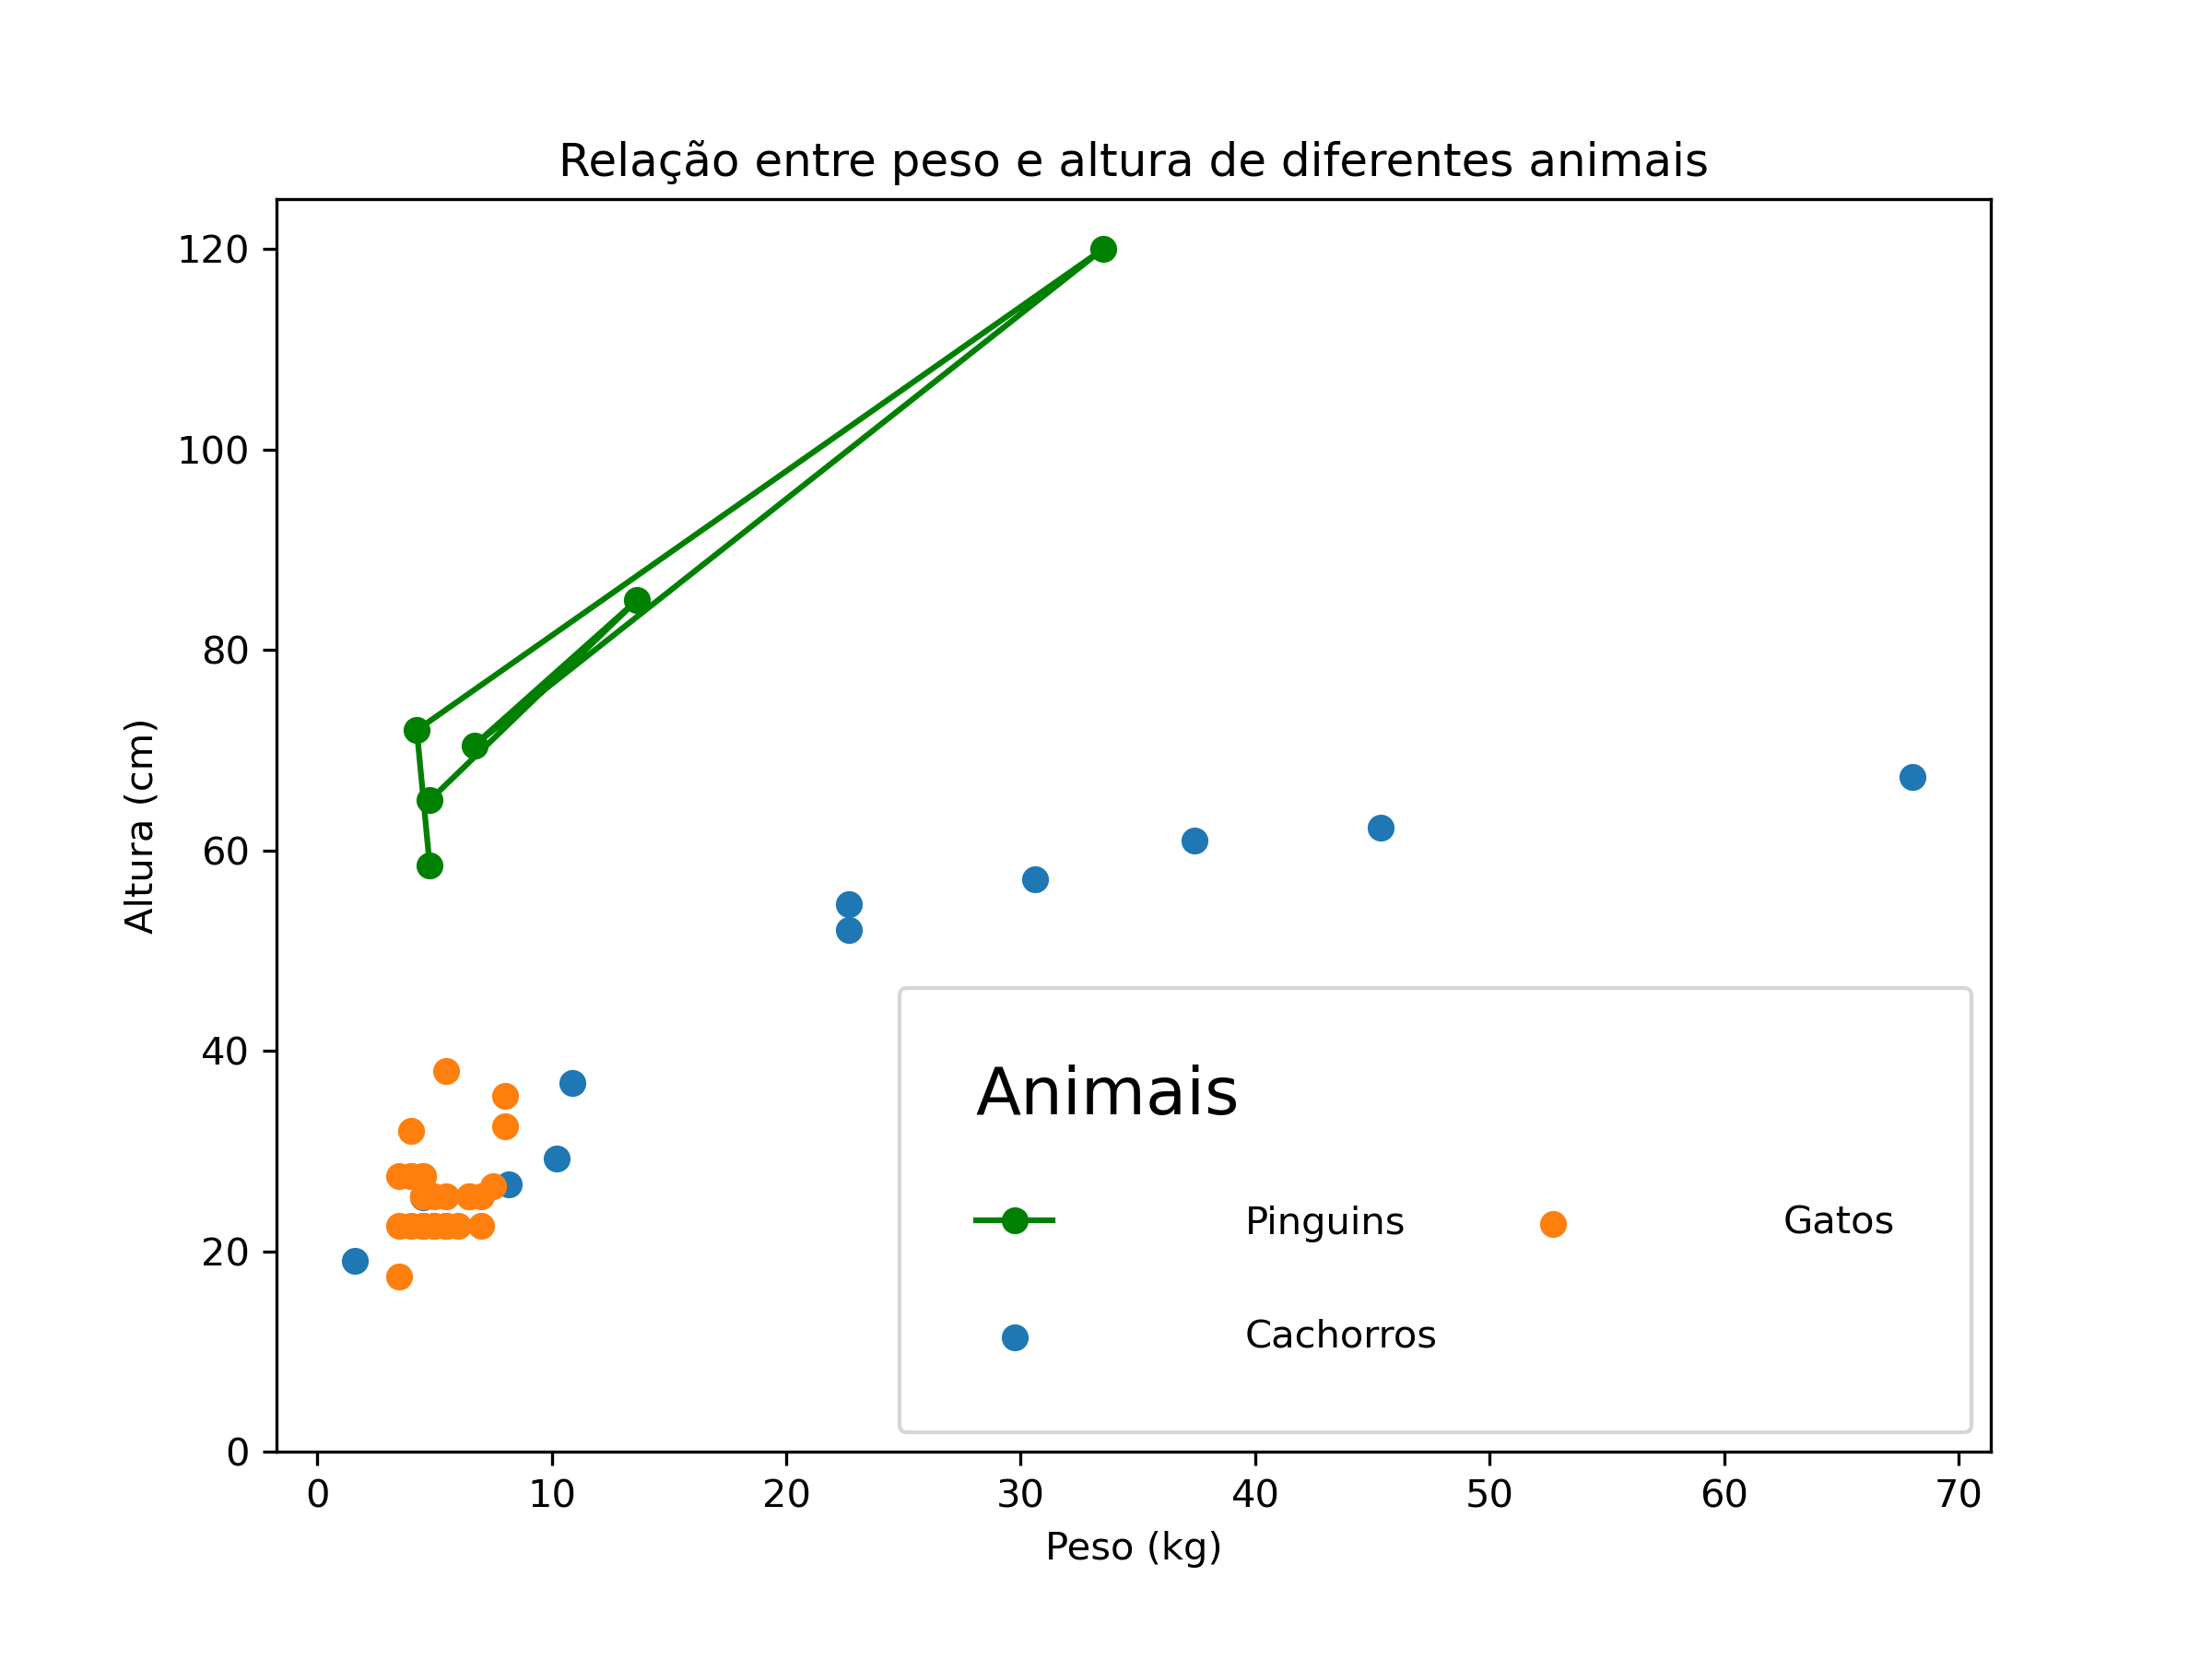 Relação entre peso e altura de diferentes animais
120
100
80
60
40
20
0
Altura (cm)
Animais
Pinguins
Gatos
Cachorros
0 10 20 30 40 50 60 70
Peso (kg)